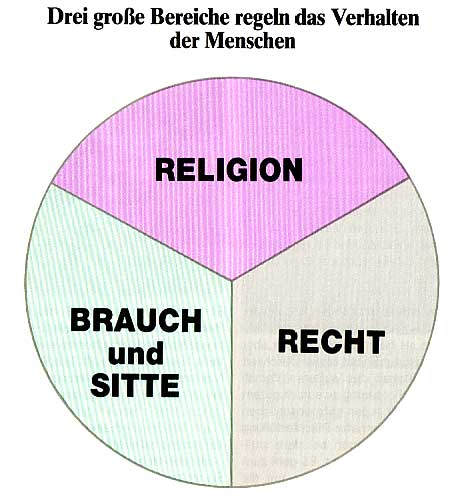 Drei große Bereiche regeln das Verhalten
der Menschen
RELIGION
BRAUCH
und
SITTE
RECHT